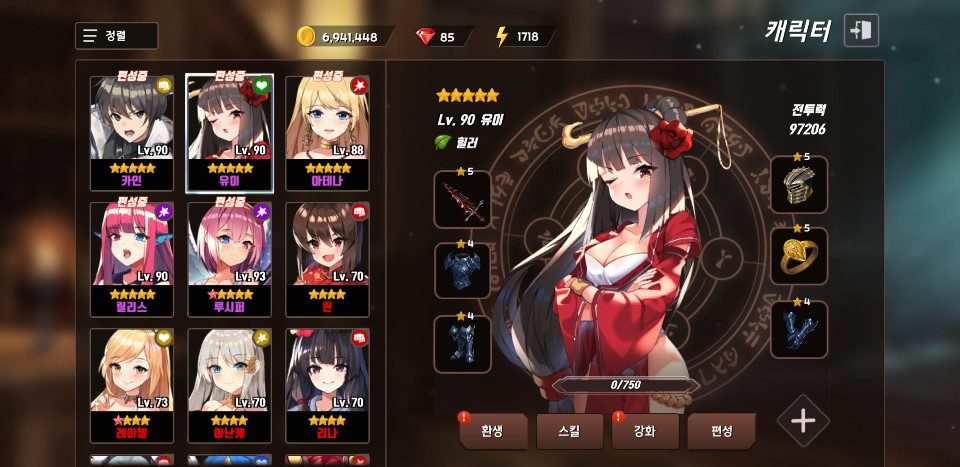 정렬
6,941,448
85
1718
캐릭터
편성중
Lv.90
카인
편성중
Lv.90
유이
편성중
Lv.88
아테나
편성중
Lv.90
릴리스
편성중
Lv.93
루시퍼
Lv.70
린
Lv.73
레이첼
Lv.70
아난케
Lv.70
리나
Lv. 90 유이
힐러
전투력
97206
5
4
4
5
5
4
0/750
환생
스킬
강화
편성